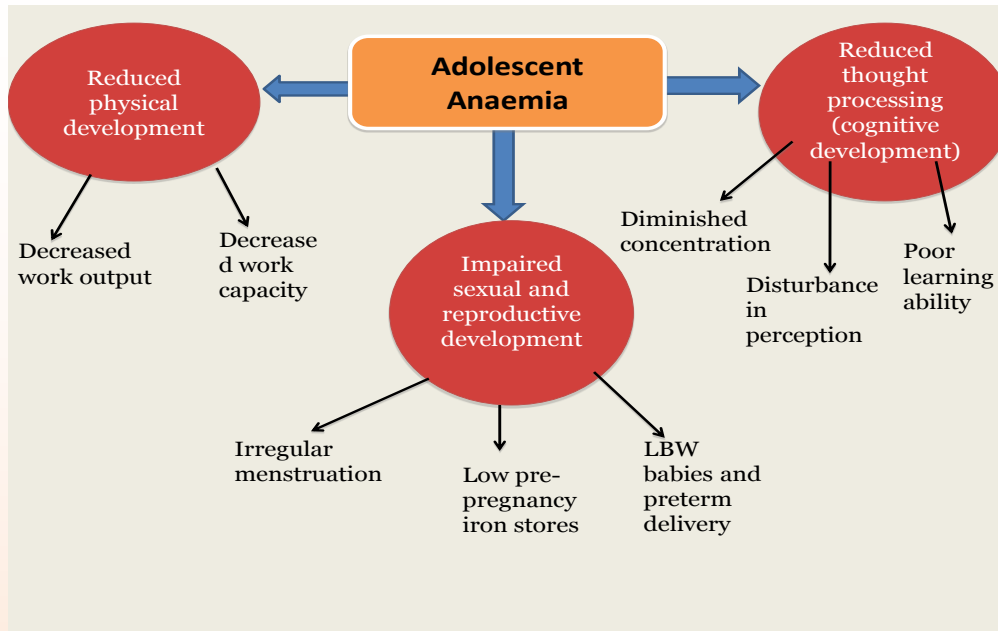 Adolescent
Anaemia
Reduced
physical
development
Reduced
thought
processing
(cognitive
development)
Decreased
work output
Decrease
d work
capacity
Impaired
sexual and
reproductive
development
Diminished
concentration
Disturbance
in
perception
Poor
learning
ability
Irregular
menstruation
Low pre-
pregnancy
iron stores
LBW
babies and
preterm
delivery